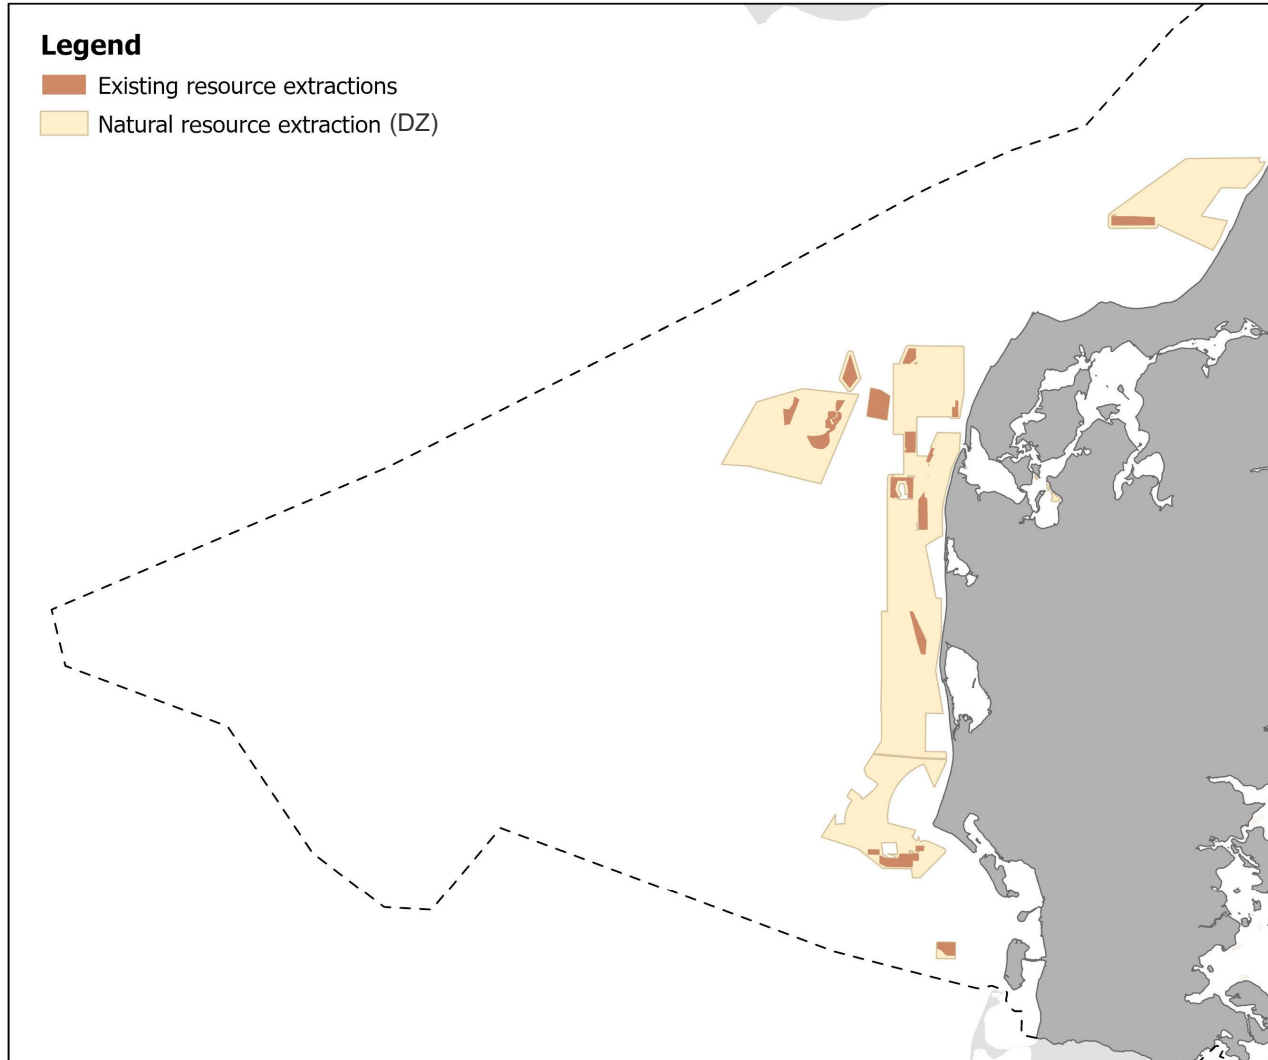 Legend
Existing resource extractions
Natural resource extraction (DZ)